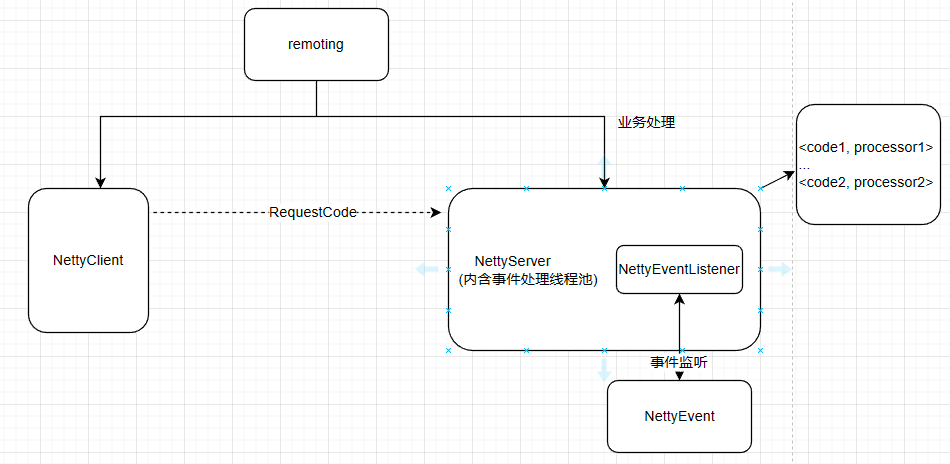 remoting
业务处理
<code1, processor1>
...
<code2, processor2>
RequestCode
NettyClient
NettyServer
(内含事件处理线程池)
NettyEventListener
事件监听
NettyEvent